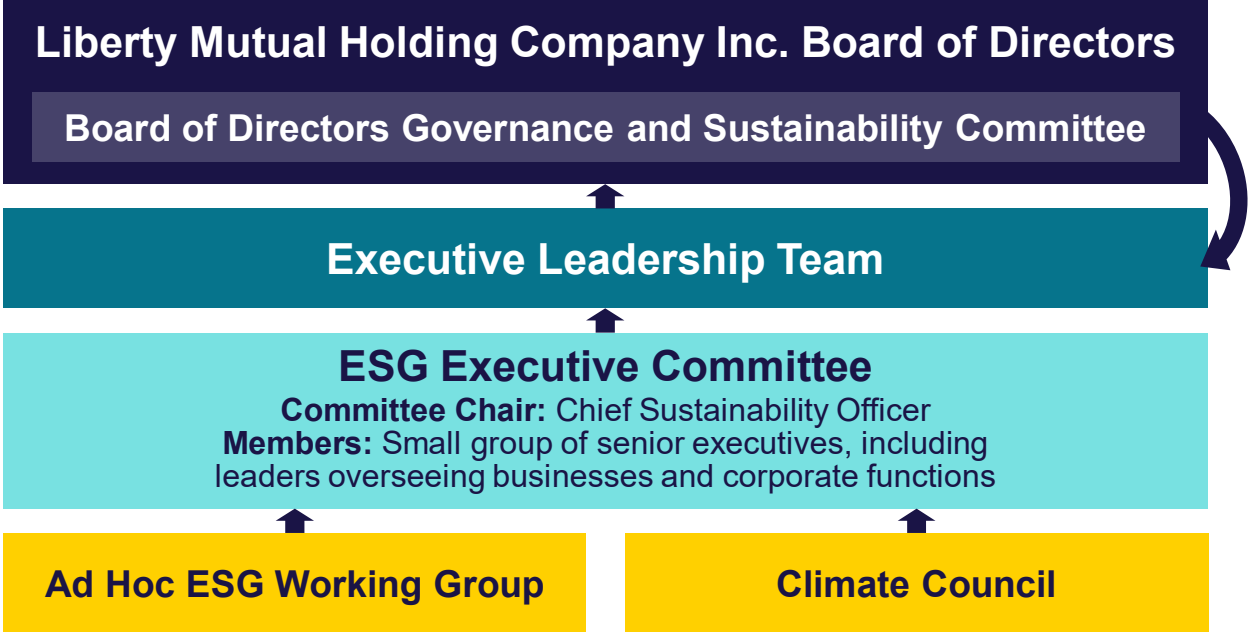 Liberty Mutual Holding Company Inc. Board of Directors
Board of Directors Governance and Sustainability Committee
Executive Leadership Team
ESG Executive Committee
Committee Chair: Chief Sustainability Officer
Members: Small group of senior executives, including
leaders overseeing businesses and corporate functions
Ad Hoc ESG Working Group
Climate Council